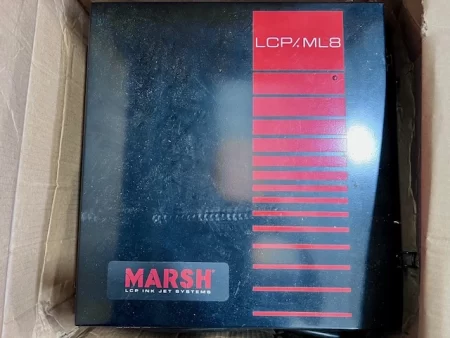 LCP/ML8
MARSH®
LCP INK JET SYSTEMS